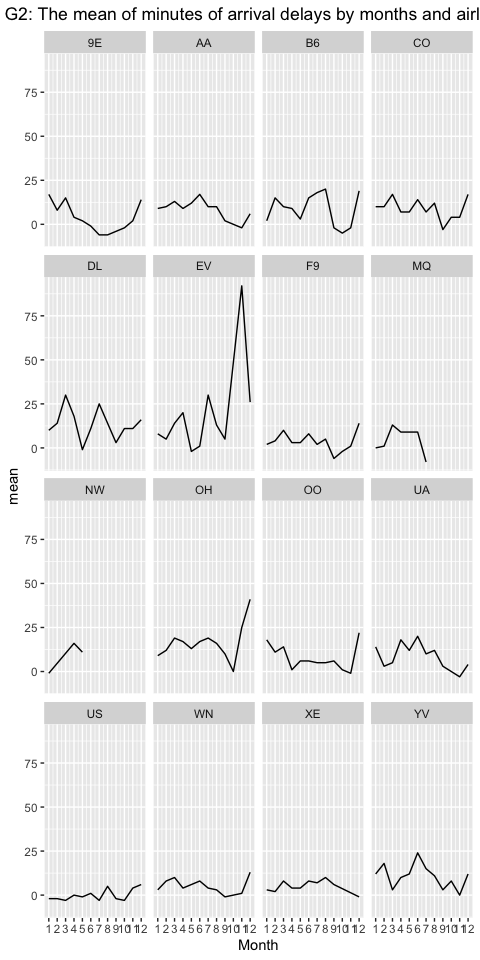 G2: The mean of minutes of arrival delays by months and airl
9E AA B6 CO
75
50
25
0
DL EV F9 MQ
75
50
25
0
mean
NW OH OO UA
75
50
25
0
US WN XE YV
75
50
25
0
1 2 3 4 5 6 7 8 9 10 11 12 1 2 3 4 5 6 7 8 9 10 11 12 1 2 3 4 5 6 7 8 9 10 11 12 1 2 3 4 5 6 7 8 9 10 11 12
Month